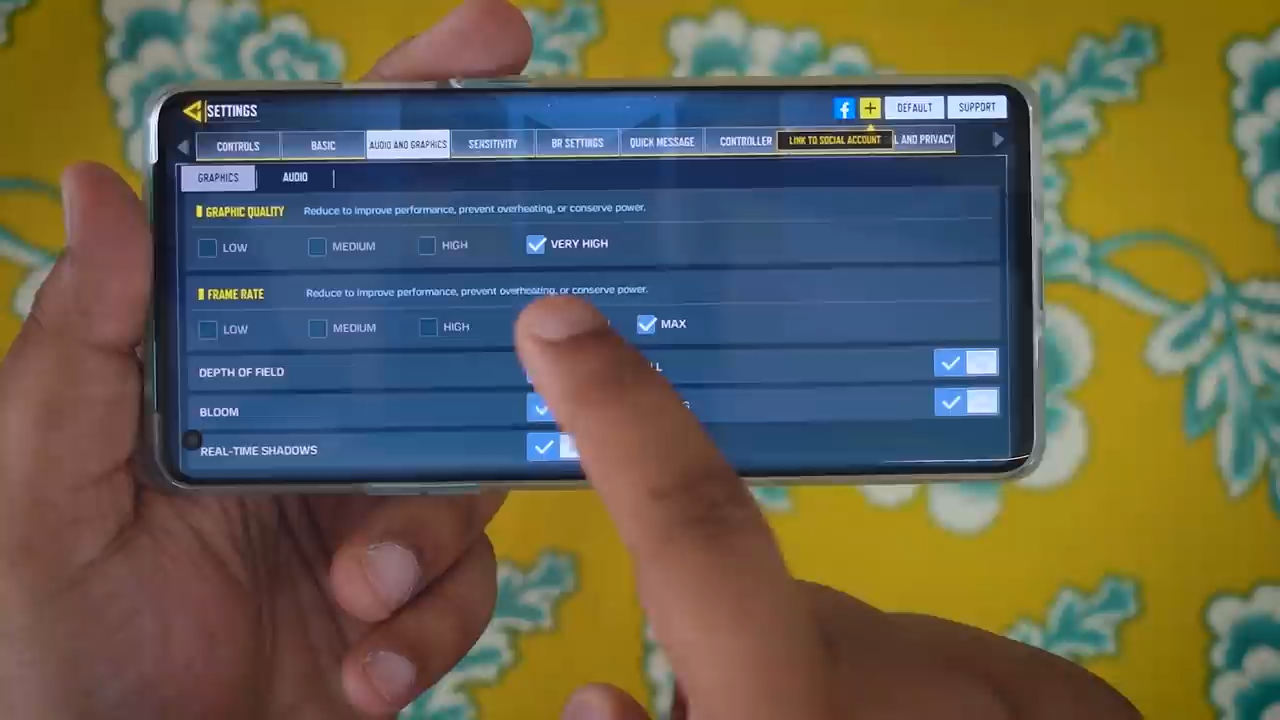 SETTINGS
DEFAULT
SUPPORT
CONTROLS
BASIC
AUDIO AND GRAPHICS
SENSITIVITY
BR SETTINGS
QUICK MESSAGE
CONTROLLER
LINK TO SOCIAL ACCOUNT
L AND PRIVACY
GRAPHICS
AUDIO
GRAPHIC QUALITY Reduce to improve performance, prevent overheating, or conserve power.
LOW MEDIUM HIGH VERY HIGH
FRAME RATE Reduce to improve performance, prevent overheating, or conserve power.
LOW MEDIUM HIGH MAX
DEPTH OF FIELD
BLOOM
REAL-TIME SHADOWS